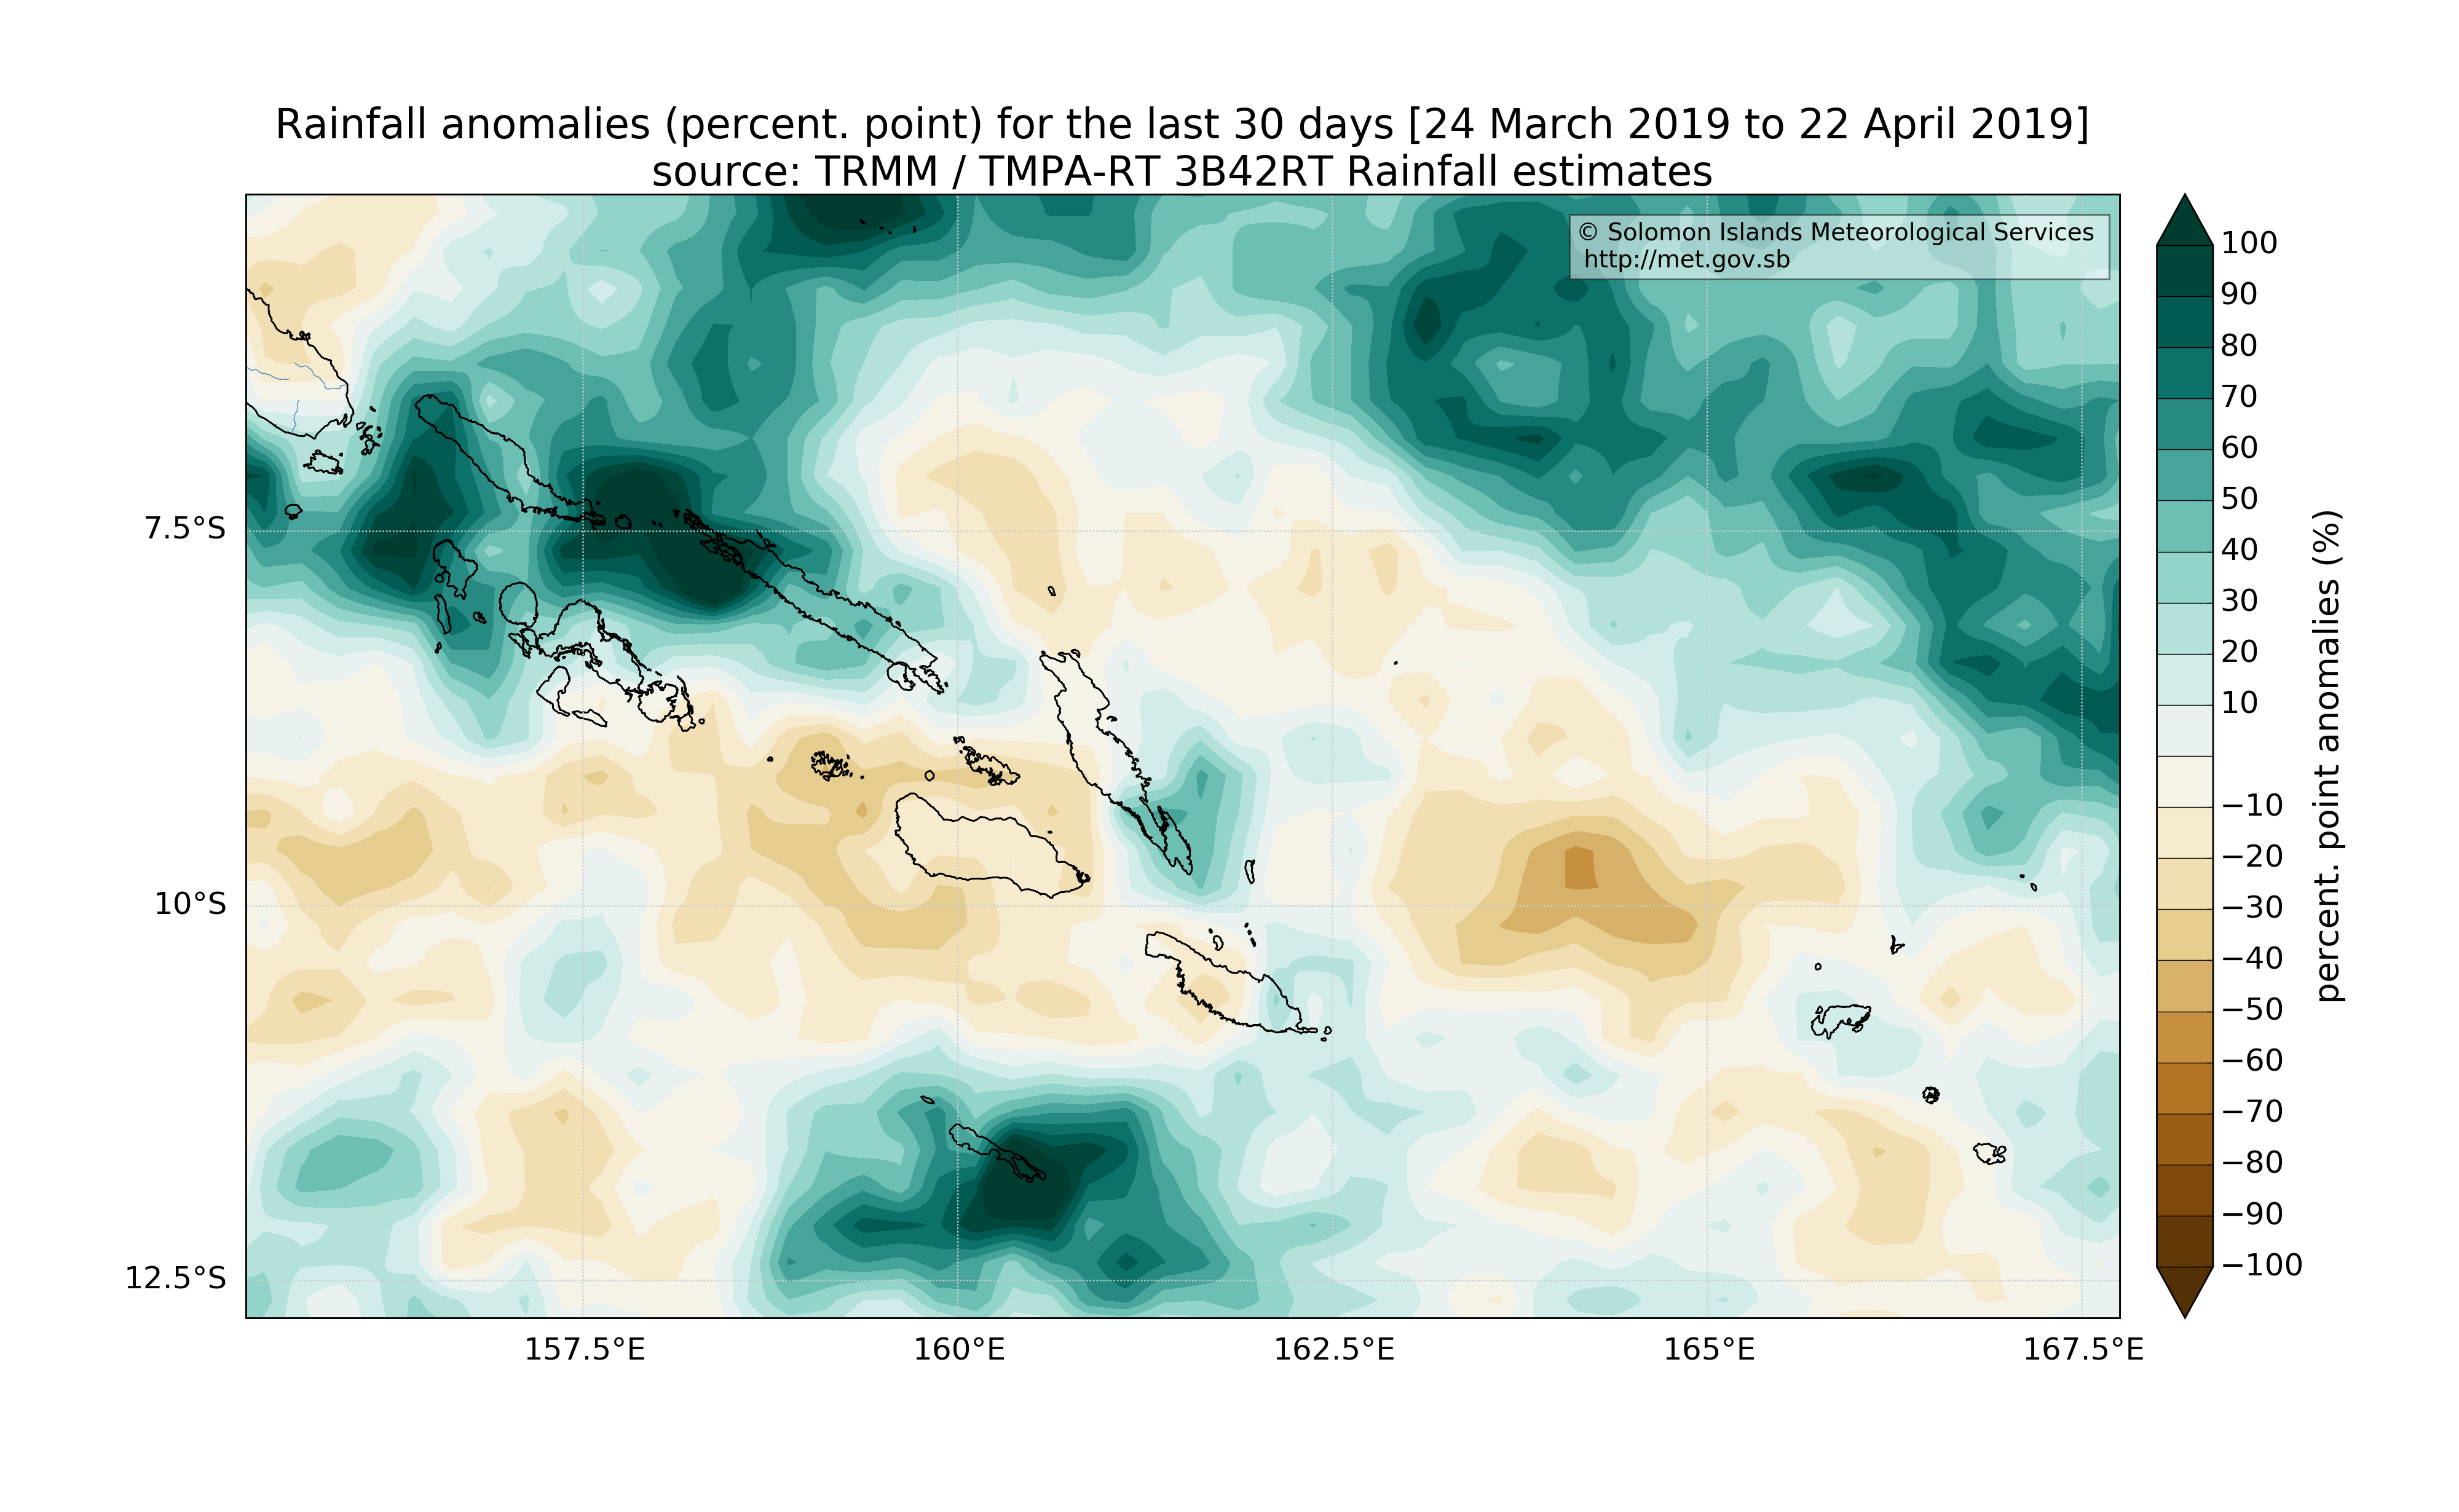 Rainfall anomalies (percent. point) for the last 30 days [24 March 2019 to 22 April 2019]
source: TRMM / TMPA-RT 3B42RT Rainfall estimates
© Solomon Islands Meteorological Services
http://met.gov.sb
7.5°S
10°S
12.5°S
157.5°E
160°E
162.5°E
165°E
167.5°E
100
90
80
70
60
50
40
30
20
10
−10
−20
−30
−40
−50
−60
−70
−80
−90
−100
percent. point anomalies (%)